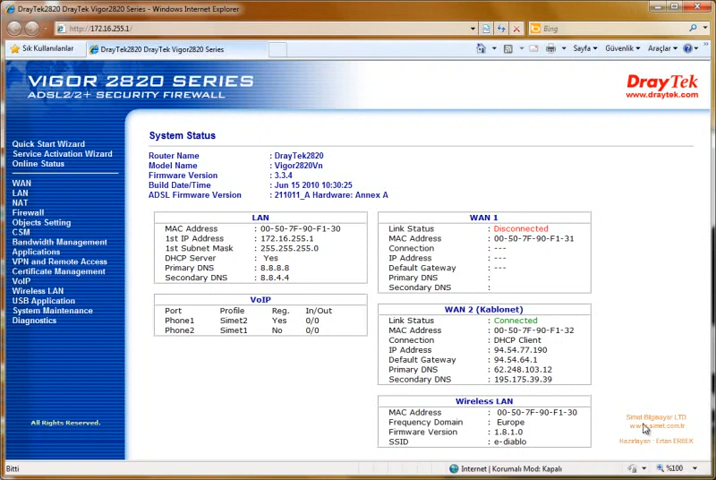 DrayTek2820 DrayTek Vigor2820 Series - Windows Internet Explorer
http://172.16.255.1/
Bing
Sık Kullanılanlar
DrayTek2820 DrayTek Vigor2820 Series
Sayfa
Güvenlik
Araçlar
VIGOR 2820 SERIES
ADSL2/2+ SECURITY FIREWALL
DrayTek
www.draytek.com
Quick Start Wizard
Service Activation Wizard
Online Status
WAN
LAN
NAT
Firewall
Objects Setting
CSM
Bandwidth Management
Applications
VPN and Remote Access
Certificate Management
VoIP
Wireless LAN
USB Application
System Maintenance
Diagnostics
All Rights Reserved.
System Status
Router Name : DrayTek2820
Model Name : Vigor2820Vn
Firmware Version : 3.3.4
Build Date/Time : Jun 15 2010 10:30:25
ADSL Firmware Version : 211011_A Hardware: Annex A
LAN
MAC Address : 00-50-7F-90-F1-30
1st IP Address : 172.16.255.1
1st Subnet Mask : 255.255.255.0
DHCP Server : Yes
Primary DNS : 8.8.8.8
Secondary DNS : 8.8.4.4
VoIP
Port Profile Reg. In/Out
Phone1 Simet2 Yes 0/0
Phone2 Simet1 No 0/0
WAN 1
Link Status : Disconnected
MAC Address : 00-50-7F-90-F1-31
Connection : ---
IP Address : ---
Default Gateway : ---
Primary DNS :
Secondary DNS :
WAN 2 (Kablonet)
Link Status : Connected
MAC Address : 00-50-7F-90-F1-32
Connection : DHCP Client
IP Address : 94.54.77.190
Default Gateway : 94.54.64.1
Primary DNS : 62.248.103.12
Secondary DNS : 195.175.39.39
Wireless LAN
MAC Address : 00-50-7F-90-F1-30
Frequency Domain : Europe
Firmware Version : 1.8.1.0
SSID : e-diablo
Simet Bilgisayar LTD
Hazırlayan : Ertan ERBEK
Bitti
Internet | Korumalı Mod: Kapalı
%100